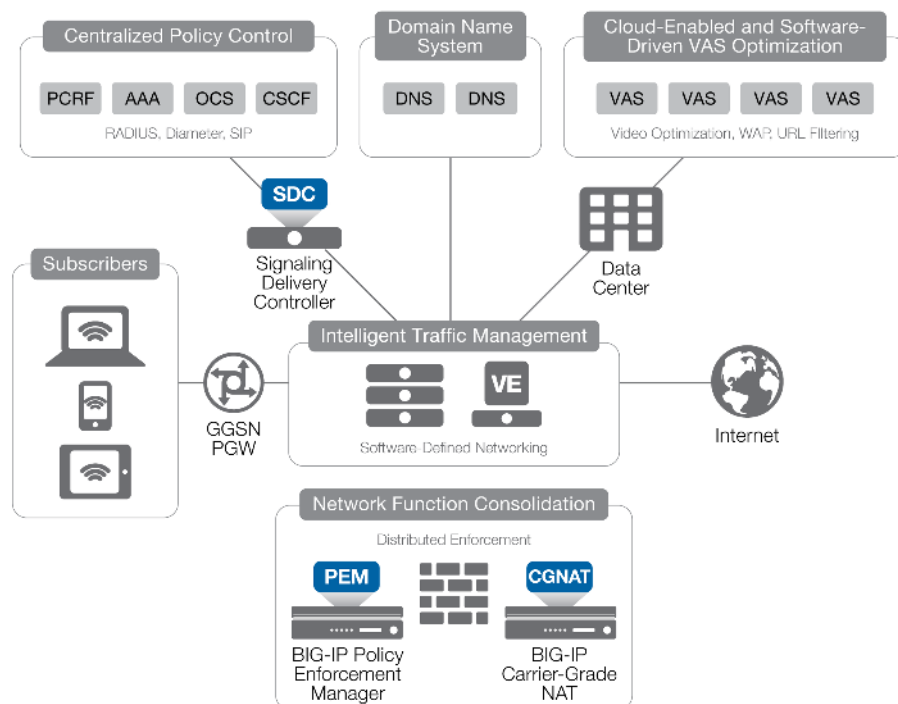 Centralized Policy Control
PCRF AAA OCS CSCF
RADIUS, Diameter, SIP
Domain Name
System
DNS DNS
Cloud-Enabled and Software-
Driven VAS Optimization
VAS VAS VAS VAS
Video Optimization, WAP, URL FIltering
SDC
Signaling
Delivery
Controller
Data
Center
Subscribers
GGSN
PGW
Intelligent Traffic Management
VE
Software-Defined Networking
Internet
Network Function Consolidation
Distributed Enforcement
PEM
BIG-IP Policy
Enforcement
Manager
CGNAT
BIG-IP
Carrier-Grade
NAT